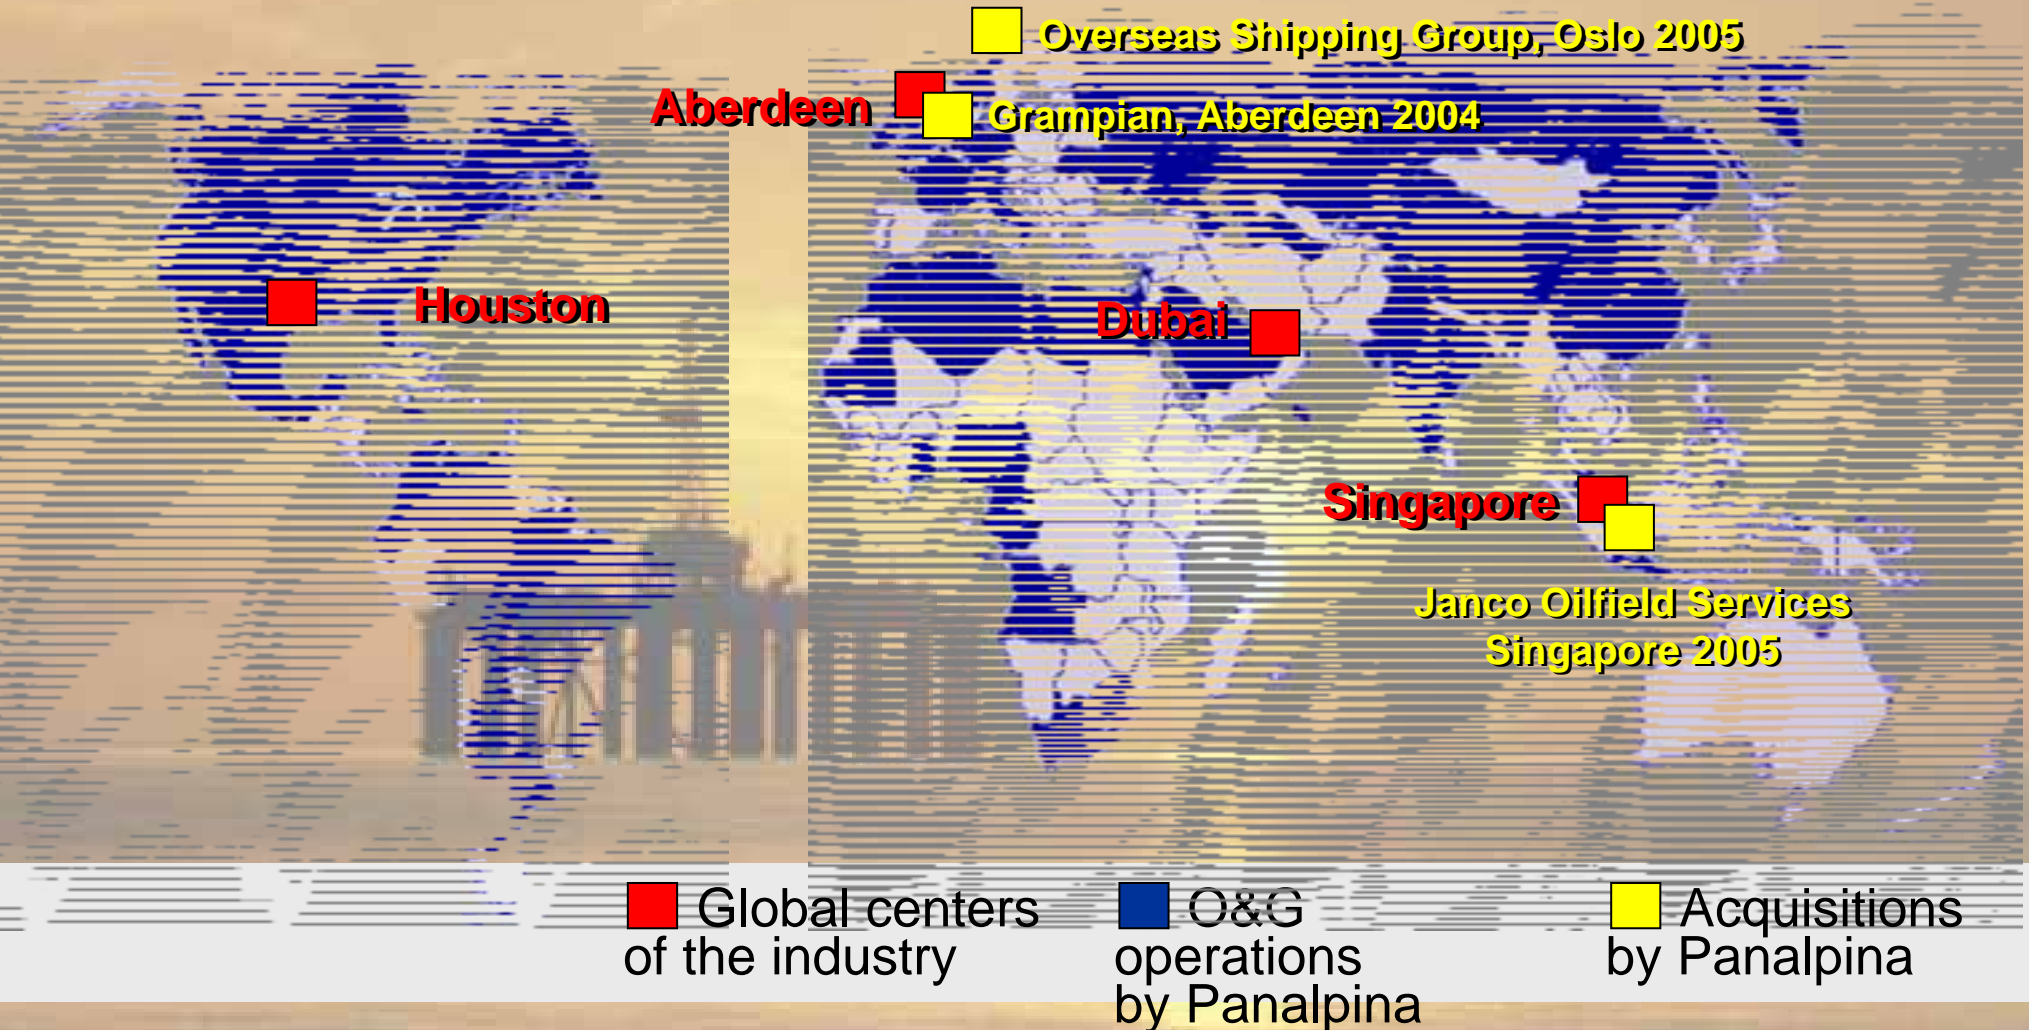 Overseas Shipping Group, Oslo 2005
Aberdeen
Grampian, Aberdeen 2004
Houston
Dubai
Singapore
Janco Oilfield Services
Singapore 2005
Global centers
of the industry
O&G
operations
by Panalpina
Acquisitions
by Panalpina